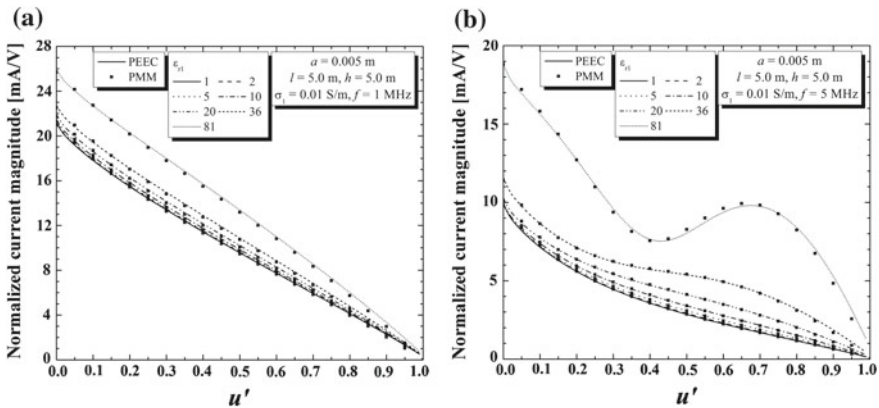 (a)
Normalized current magnitude [mA/V]
28
24
20
16
12
8
4
0
PEEC
PMM
εr1
1 2
5 10
20 36
81
a = 0.005 m
l = 5.0 m, h = 5.0 m
σ1 = 0.01 S/m, f = 1 MHz
0.0 0.1 0.2 0.3 0.4 0.5 0.6 0.7 0.8 0.9 1.0
u'
(b)
Normalized current magnitude [mA/V]
20
15
10
5
0
PEEC
PMM
εr1
1 2
5 10
20 36
81
a = 0.005 m
l = 5.0 m, h = 5.0 m
σ1 = 0.01 S/m, f = 5 MHz
0.0 0.1 0.2 0.3 0.4 0.5 0.6 0.7 0.8 0.9 1.0
u'